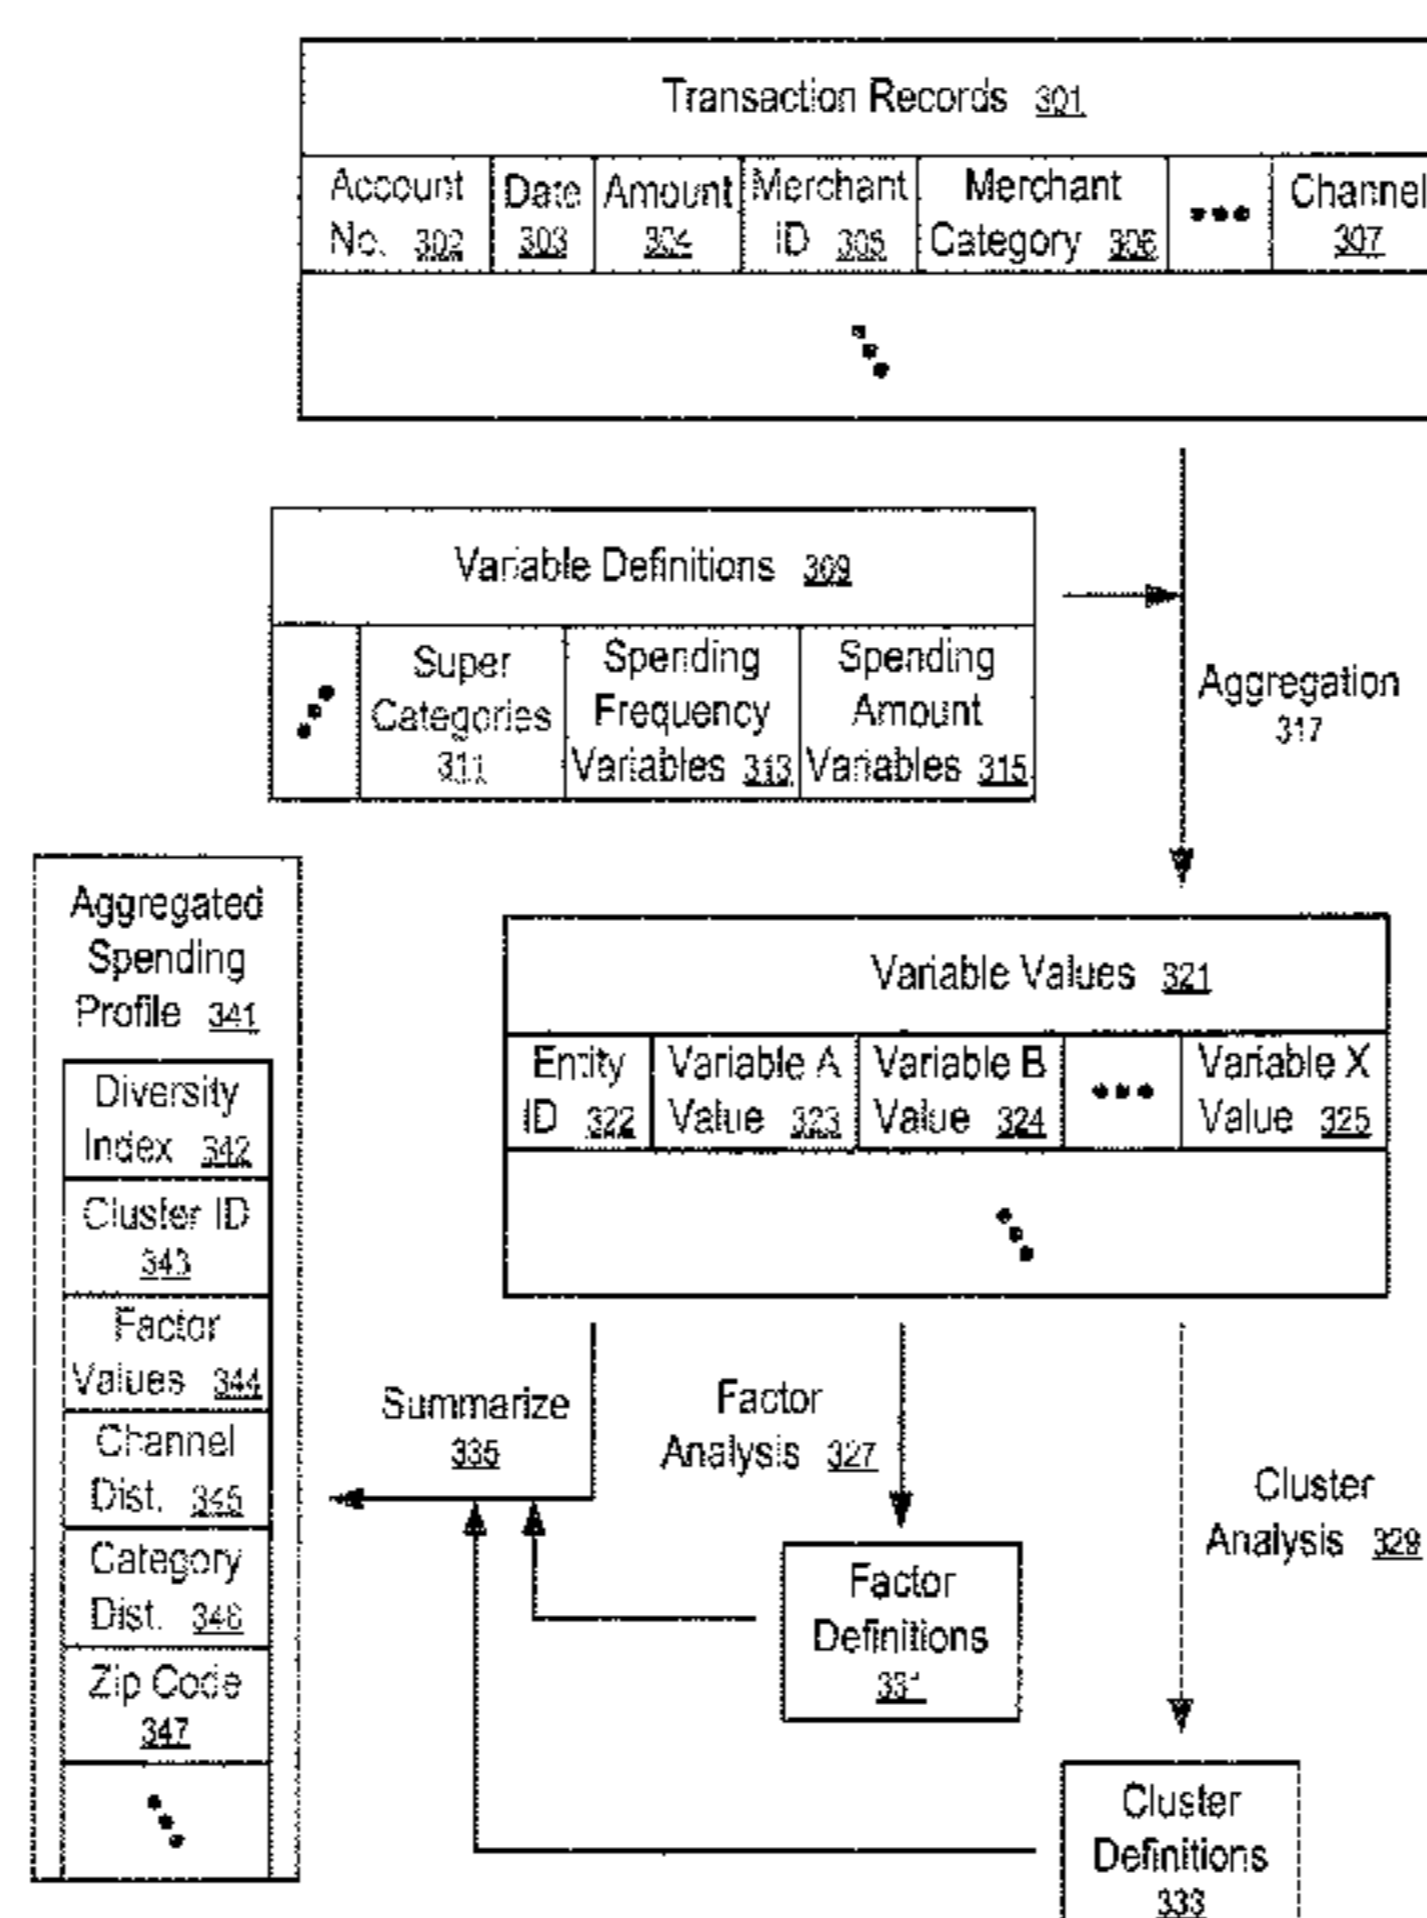 Transaction Records 301
Account
No. 302
Date
303
Amount
304
Merchant
ID 305
Merchant
Category 306
•••
Channel
307
Variable Definitions 309
Super
Categories
311
Spending
Frequency
Variables 313
Spending
Amount
Variables 315
Aggregation
317
Aggregated
Spending
Profile 341
Diversity
Index 342
Cluster ID
343
Factor
Values 344
Channel
Dist. 345
Category
Dist. 346
Zip Code
347
Variable Values 321
Entity
ID 322
Variable A
Value 323
Variable B
Value 324
•••
Variable X
Value 325
Summarize
335
Factor
Analysis 327
Cluster
Analysis 329
Factor
Definitions
331
Cluster
Definitions
333